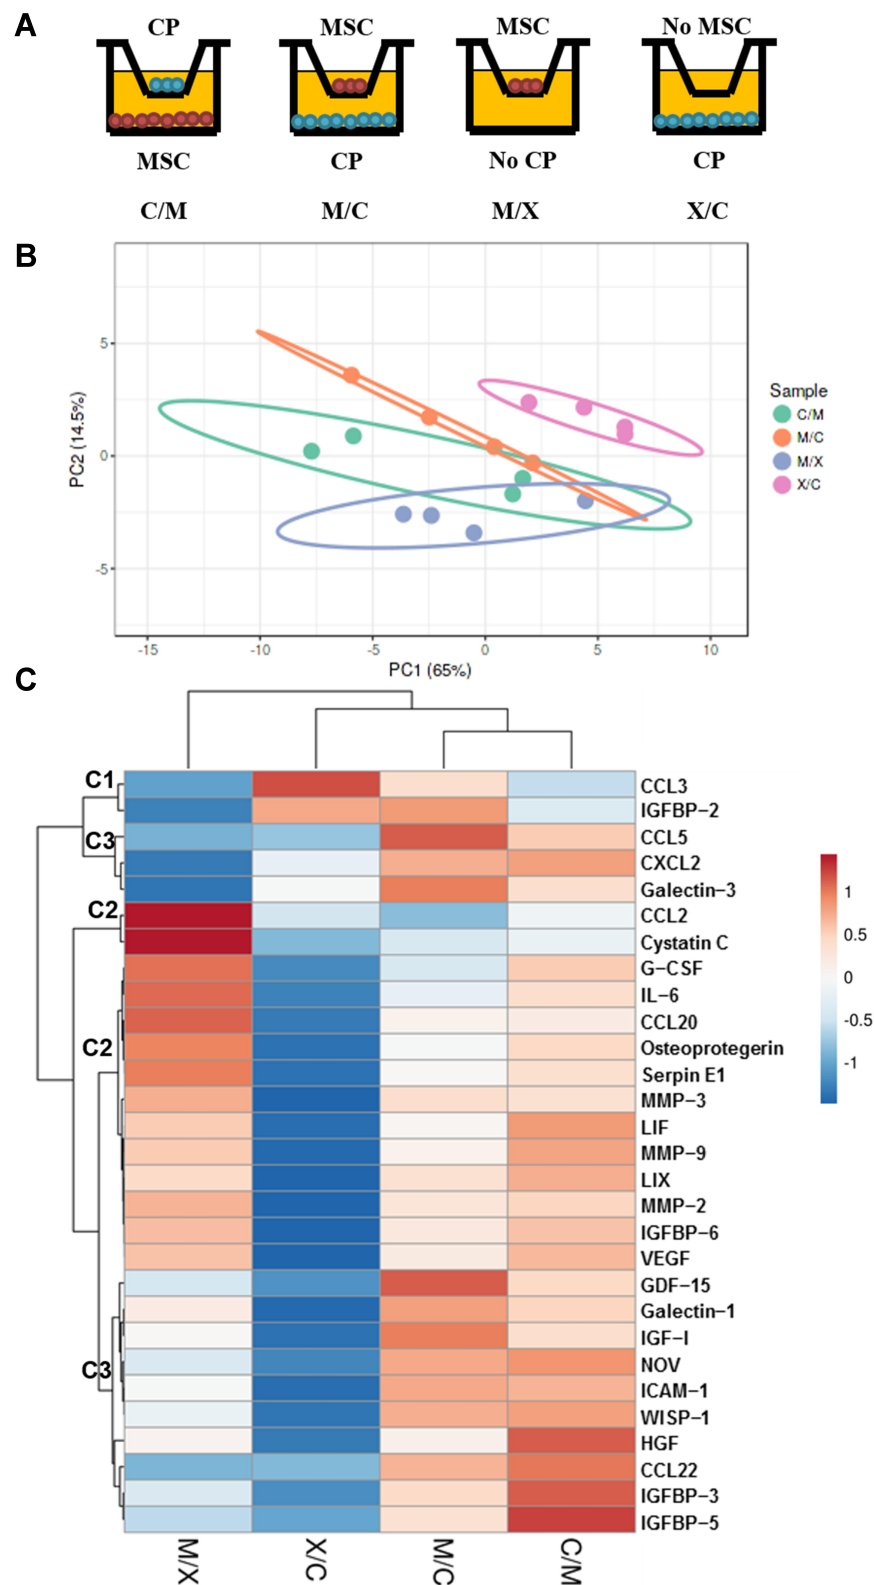 A
CP MSC MSC No MSC
MSC CP No CP CP
C/M M/C M/X X/C
B
PC2 (14.5%)
5
0
-5
-15 -10 -5 0 5 10
PC1 (65%)
Sample
C/M
M/C
M/X
X/C
C
C1
C3
C2
C2
C3
CCL3
IGFBP−2
CCL5
CXCL2
Galectin−3
CCL2
Cystatin C
G−CSF
IL−6
CCL20
Osteoprotegerin
Serpin E1
MMP−3
LIF
MMP−9
LIX
MMP−2
IGFBP−6
VEGF
GDF−15
Galectin−1
IGF−I
NOV
ICAM−1
WISP−1
HGF
CCL22
IGFBP−3
IGFBP−5
M/X X/C M/C C/M
1
0.5
0
-0.5
-1